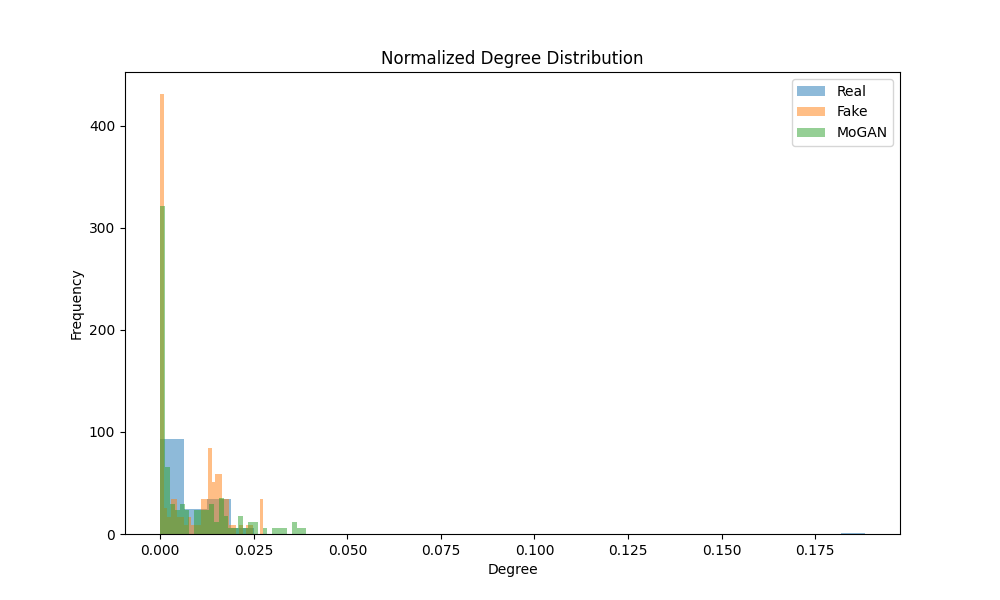 Normalized Degree Distribution
Real
Fake
MoGAN
400
300
200
100
0
Frequency
0.000 0.025 0.050 0.075 0.100 0.125 0.150 0.175
Degree